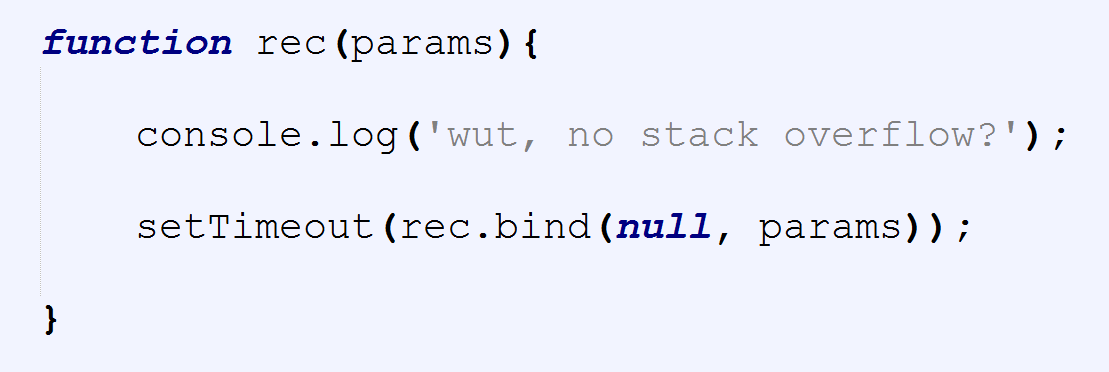 function rec(params){
console.log('wut, no stack overflow?');
setTimeout(rec.bind(null, params));
}